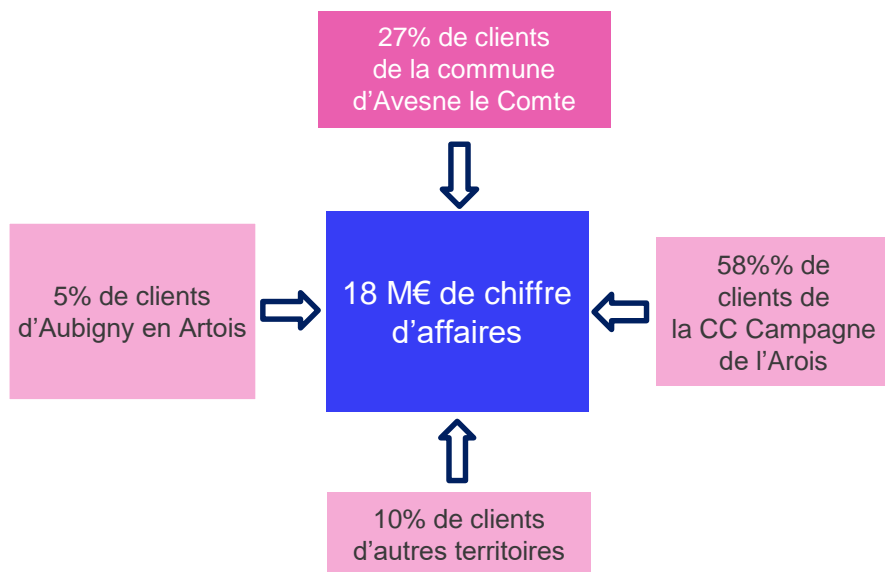 27% de clients
de la commune
d’Avesne le Comte
5% de clients
d’Aubigny en Artois
18 M€ de chiffre
d’affaires
58%% de
clients de
la CC Campagne
de l’Arois
10% de clients
d’autres territoires